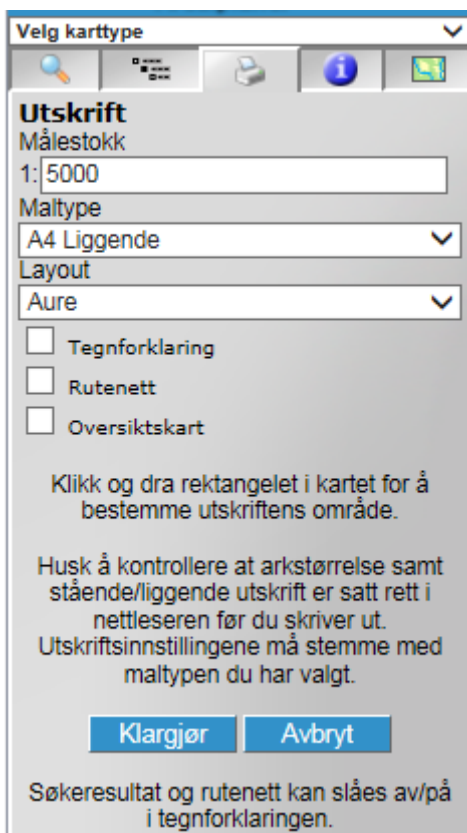 Velg karttype
Utskrift
Målestokk
1: 5000
Maltype
A4 Liggende
Layout
Aure
Tegnforklaring
Rutenett
Oversiktskart
Klikk og dra rektangelet i kartet for å
bestemme utskriftens område.
Husk å kontrollere at arkstørrelse samt
stående/liggende utskrift er satt rett i
nettleseren før du skriver ut.
Utskriftsinnstillingene må stemme med
maltypen du har valgt.
Klargjør Avbryt
Søkeresultat og rutenett kan slåes av/på
i tegnforklaringen.